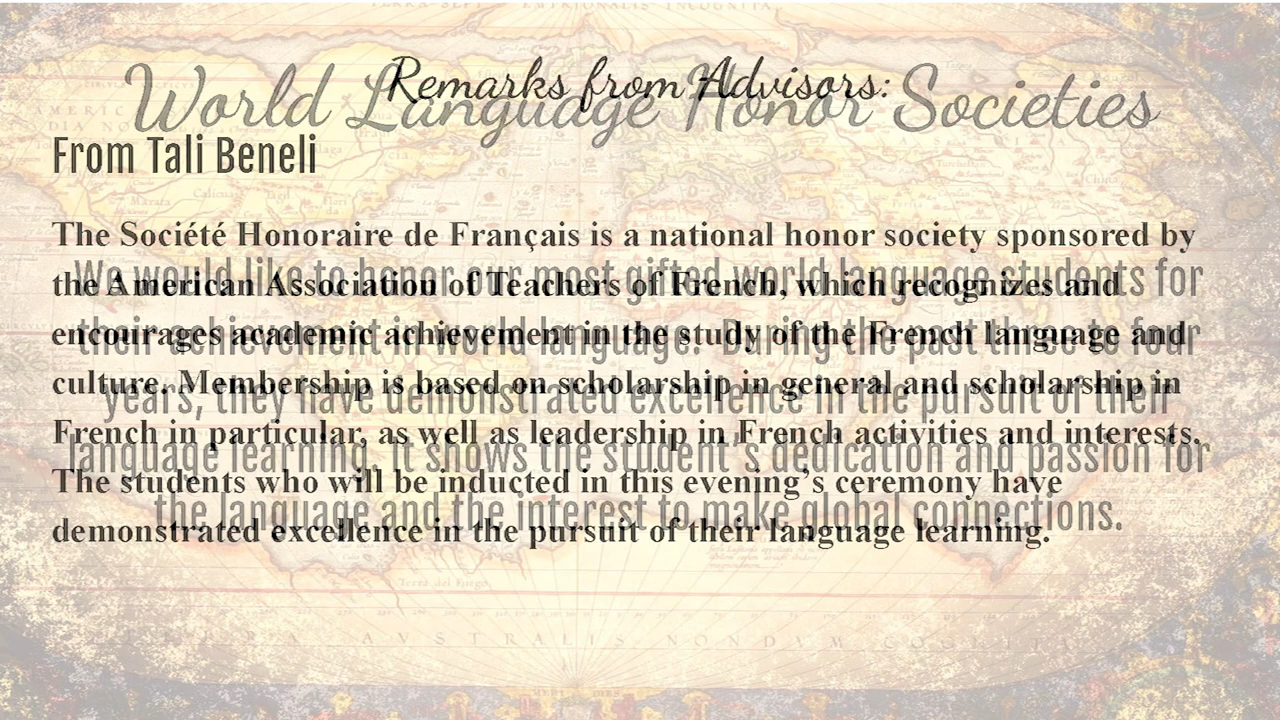 World Language Honor Societies
Remarks from Advisors:
From Tali Beneli
The Société Honoraire de Français is a national honor society sponsored by
the American Association of Teachers of French, which recognizes and
encourages academic achievement in the study of the French language and
culture. Membership is based on scholarship in general and scholarship in
French in particular, as well as leadership in French activities and interests.
The students who will be inducted in this evening’s ceremony have
demonstrated excellence in the pursuit of their language learning.
We would like to honor our most gifted world language students for
their achievement in world language. During the past three to four
years, they have demonstrated excellence in the pursuit of their
language learning. It shows the student’s dedication and passion for
the language and the interest to make global connections.
Terra del Fuego
TERRA AVSTRALIS NONDVM COGNITA